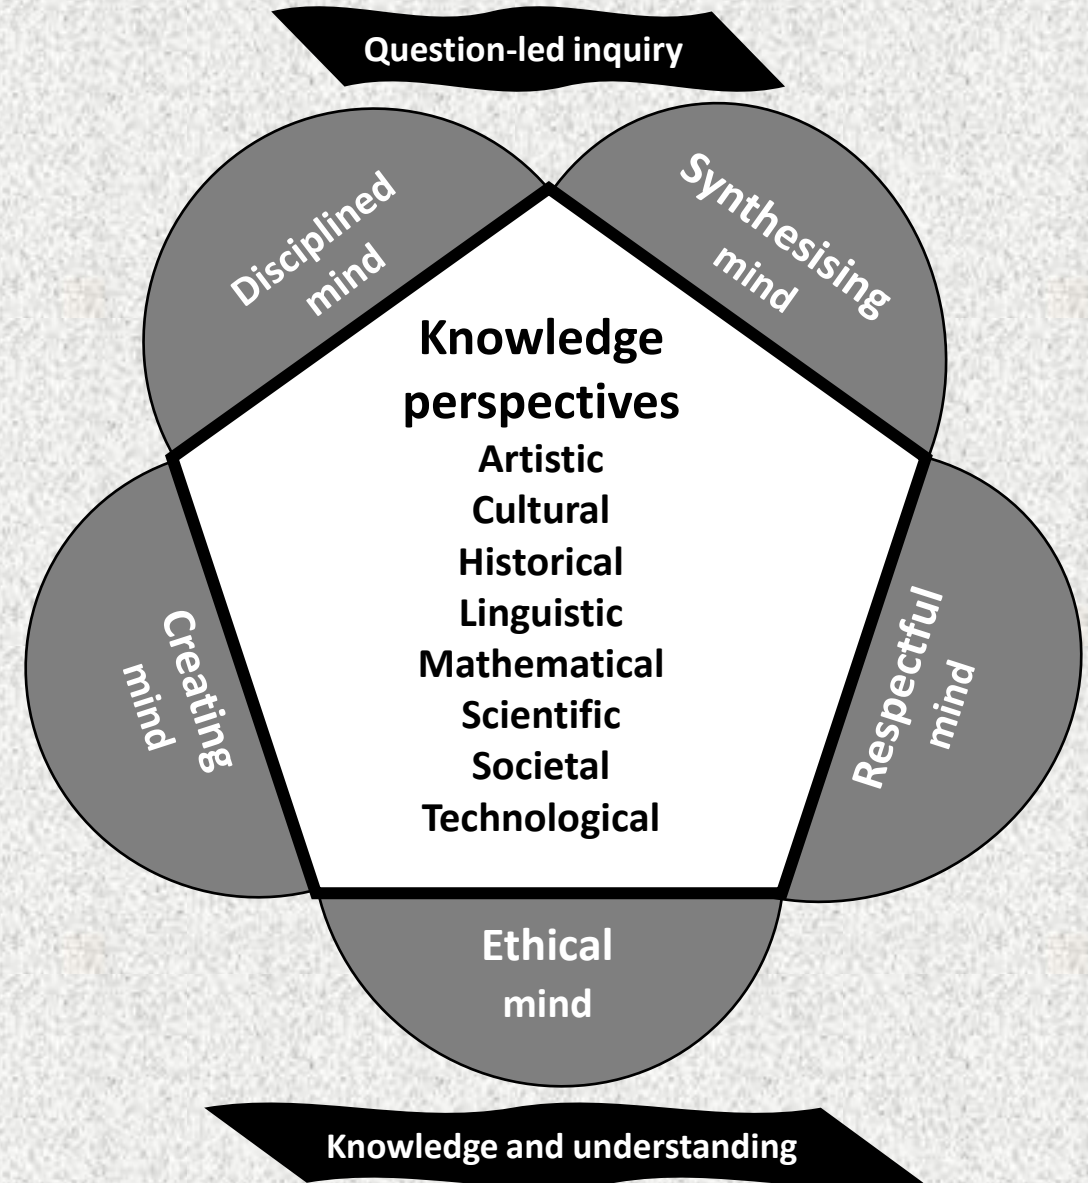 Question-led inquiry
Disciplined
mind
Synthesising
mind
Knowledge
perspectives
Artistic
Cultural
Historical
Linguistic
Mathematical
Scientific
Societal
Technological
Creating
mind
Respectful
mind
Ethical
mind
Knowledge and understanding